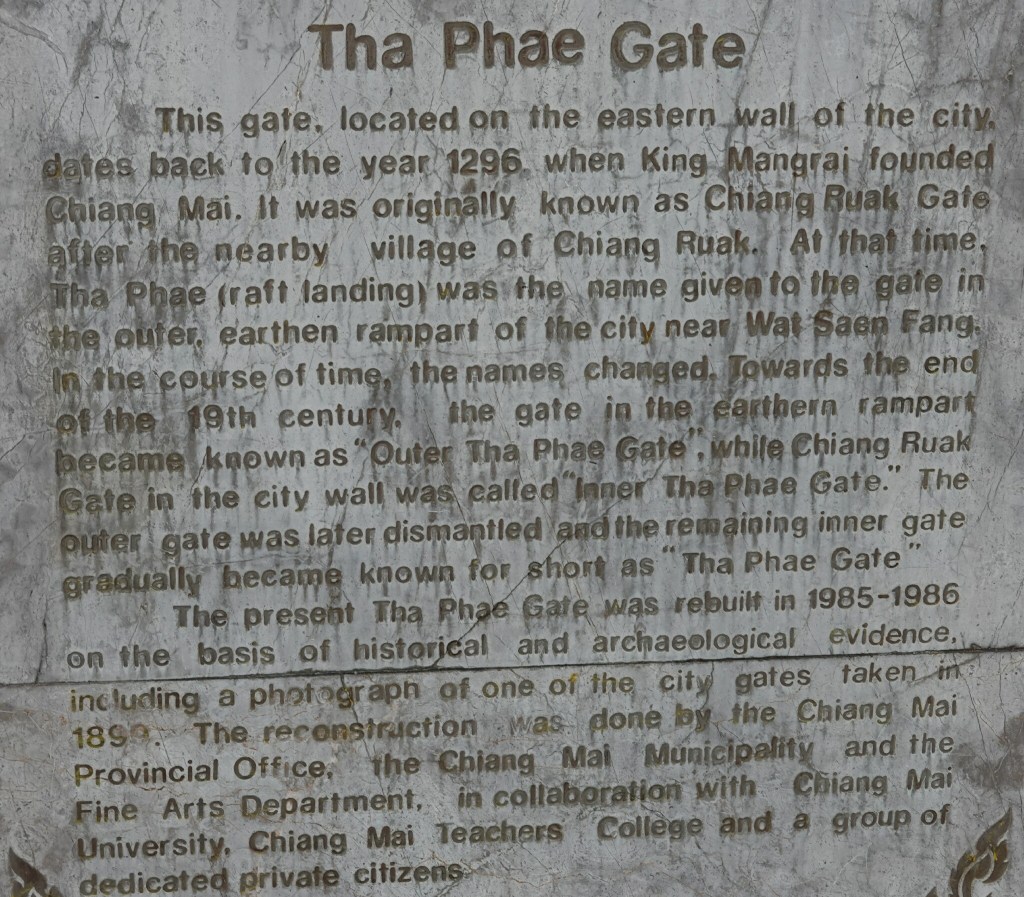 Tha Phae Gate
This gate, located on the eastern wall of the city,
dates back to the year 1296, when King Mangrai founded
Chiang Mai. It was originally known as Chiang Ruak Gate
after the nearby village of Chiang Ruak. At that time,
Tha Phae (raft landing) was the name given to the gate in
the outer, earthen rampart of the city near Wat Saen Fang.
In the course of time, the names changed. Towards the end
of the 19th century, the gate in the earthern rampart
became known as "Outer Tha Phae Gate", while Chiang Ruak
Gate in the city wall was called "Inner Tha Phae Gate." The
outer gate was later dismantled and the remaining inner gate
gradually became known for short as "Tha Phae Gate"
The present Tha Phae Gate was rebuilt in 1985-1986
on the basis of historical and archaeological evidence,
including a photograph of one of the city gates taken in
The reconstruction was done by the Chiang Mai
Provincial Office, the Chiang Mai Municipality and the
Fine Arts Department, in collaboration with Chiang Mai
University, Chiang Mai Teachers College and a group of
dedicated private citizens